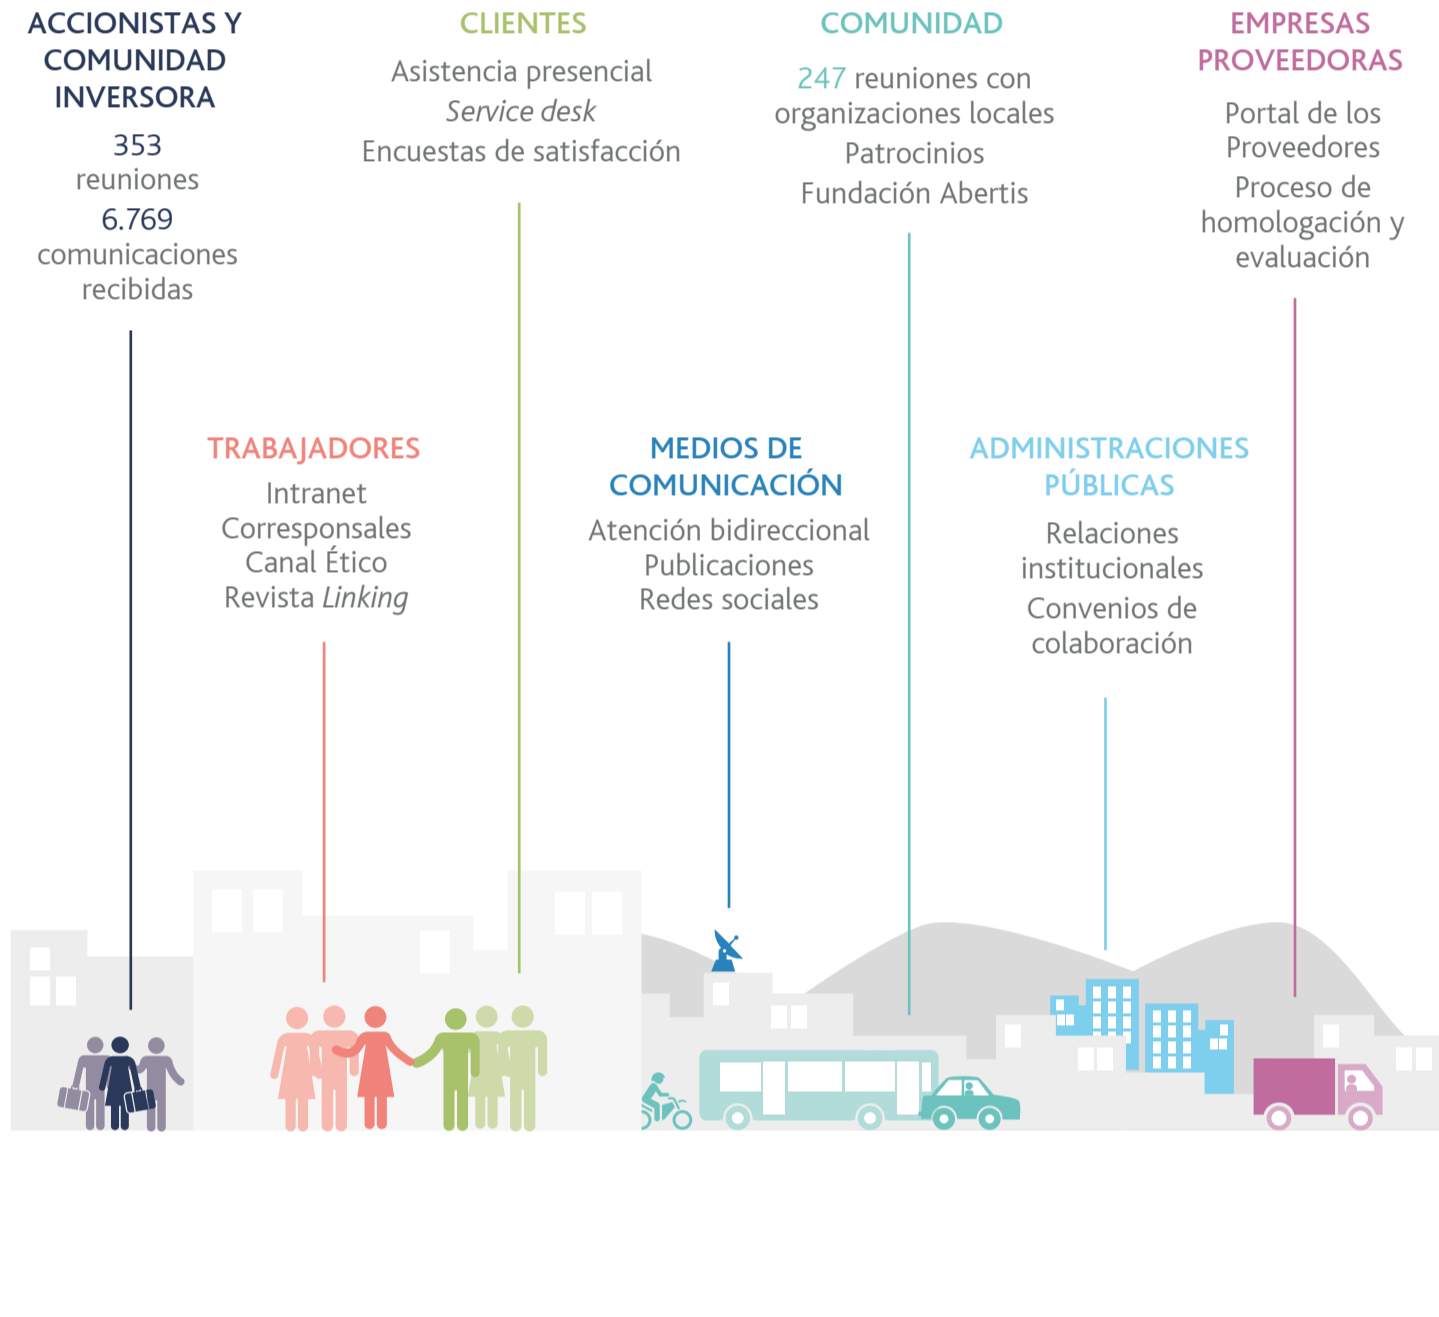 ACCIONISTAS Y
COMUNIDAD
INVERSORA
353
reuniones
6.769
comunicaciones
recibidas
CLIENTES
Asistencia presencial
Service desk
Encuestas de satisfacción
COMUNIDAD
247 reuniones con
organizaciones locales
Patrocinios
Fundación Abertis
EMPRESAS
PROVEEDORAS
Portal de los
Proveedores
Proceso de
homologación y
evaluación
TRABAJADORES
Intranet
Corresponsales
Canal Ético
Revista Linking
MEDIOS DE
COMUNICACIÓN
Atención bidireccional
Publicaciones
Redes sociales
ADMINISTRACIONES
PÚBLICAS
Relaciones
institucionales
Convenios de
colaboración